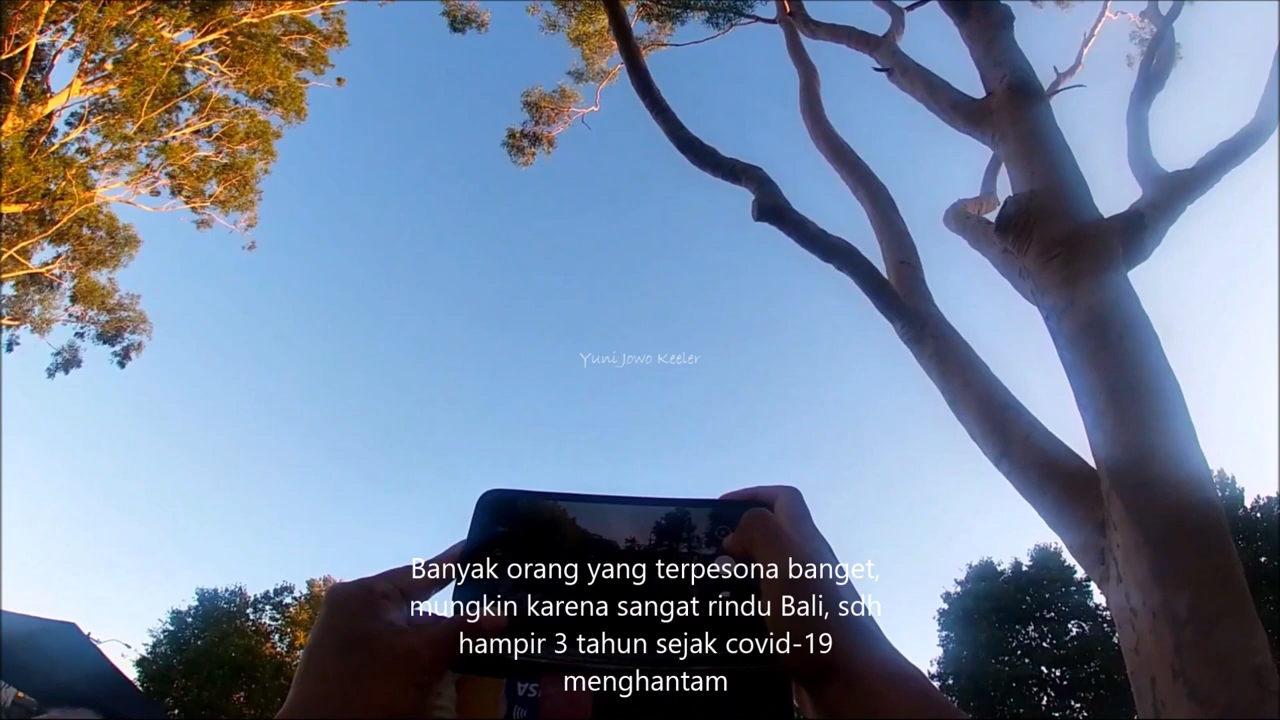 Yuni Jowo Keeler
Banyak orang yang terpesona banget,
mungkin karena sangat rindu Bali, sdh
hampir 3 tahun sejak covid-19
menghantam
VISA